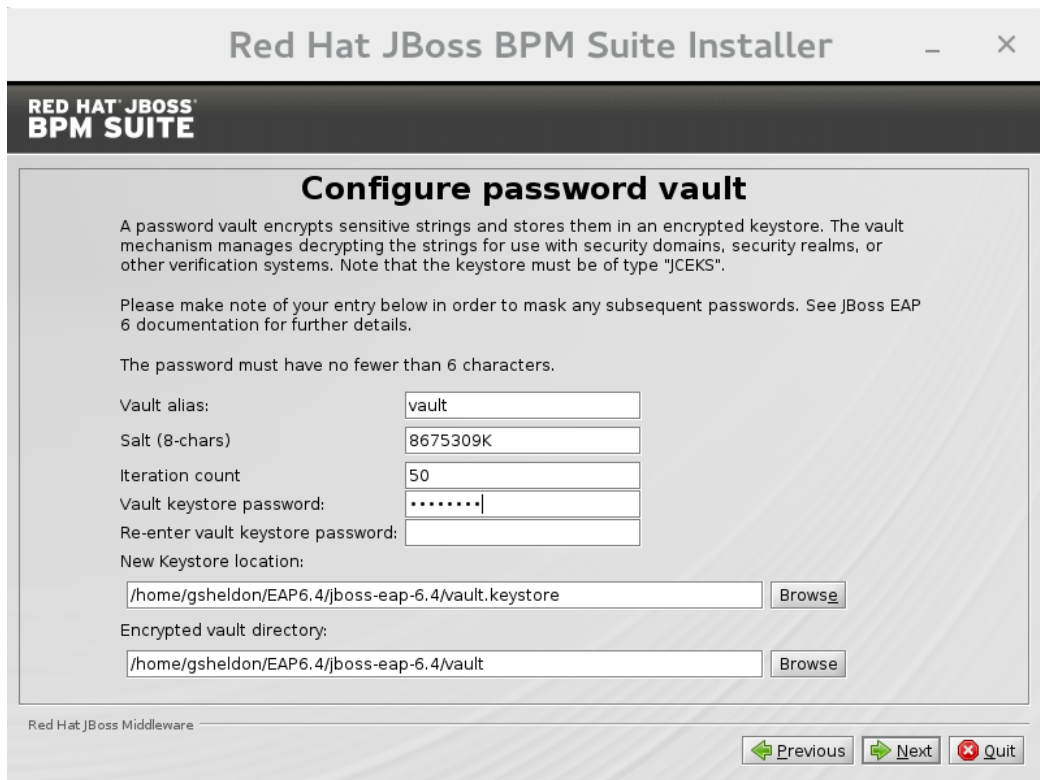 Red Hat JBoss BPM Suite Installer
RED HAT JBOSS
BPM SUITE
Configure password vault
A password vault encrypts sensitive strings and stores them in an encrypted keystore. The vault
mechanism manages decrypting the strings for use with security domains, security realms, or
other verification systems. Note that the keystore must be of type "JCEKS".
Please make note of your entry below in order to mask any subsequent passwords. See JBoss EAP
6 documentation for further details.
The password must have no fewer than 6 characters.
Vault alias: vault
Salt (8-chars) 8675309K
Iteration count 50
Vault keystore password: ••••••••
Re-enter vault keystore password:
New Keystore location:
/home/gsheldon/EAP6.4/jboss-eap-6.4/vault.keystore Browse
Encrypted vault directory:
/home/gsheldon/EAP6.4/jboss-eap-6.4/vault Browse
Red Hat JBoss Middleware
Previous Next Quit